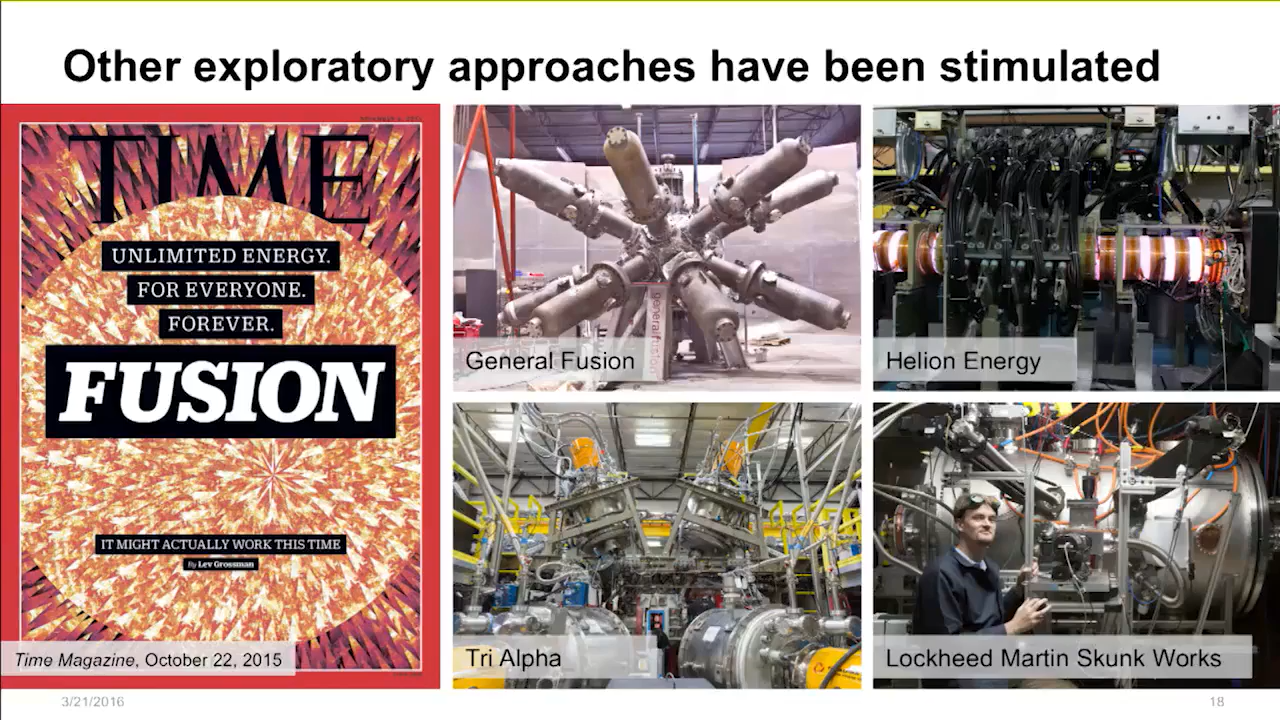 Other exploratory approaches have been stimulated
TIME
UNLIMITED ENERGY.
FOR EVERYONE.
FOREVER.
FUSION
IT MIGHT ACTUALLY WORK THIS TIME
By Lev Grossman
Time Magazine, October 22, 2015
General Fusion
generalfusion
Helion Energy
Tri Alpha
Lockheed Martin Skunk Works
3/21/2016
18